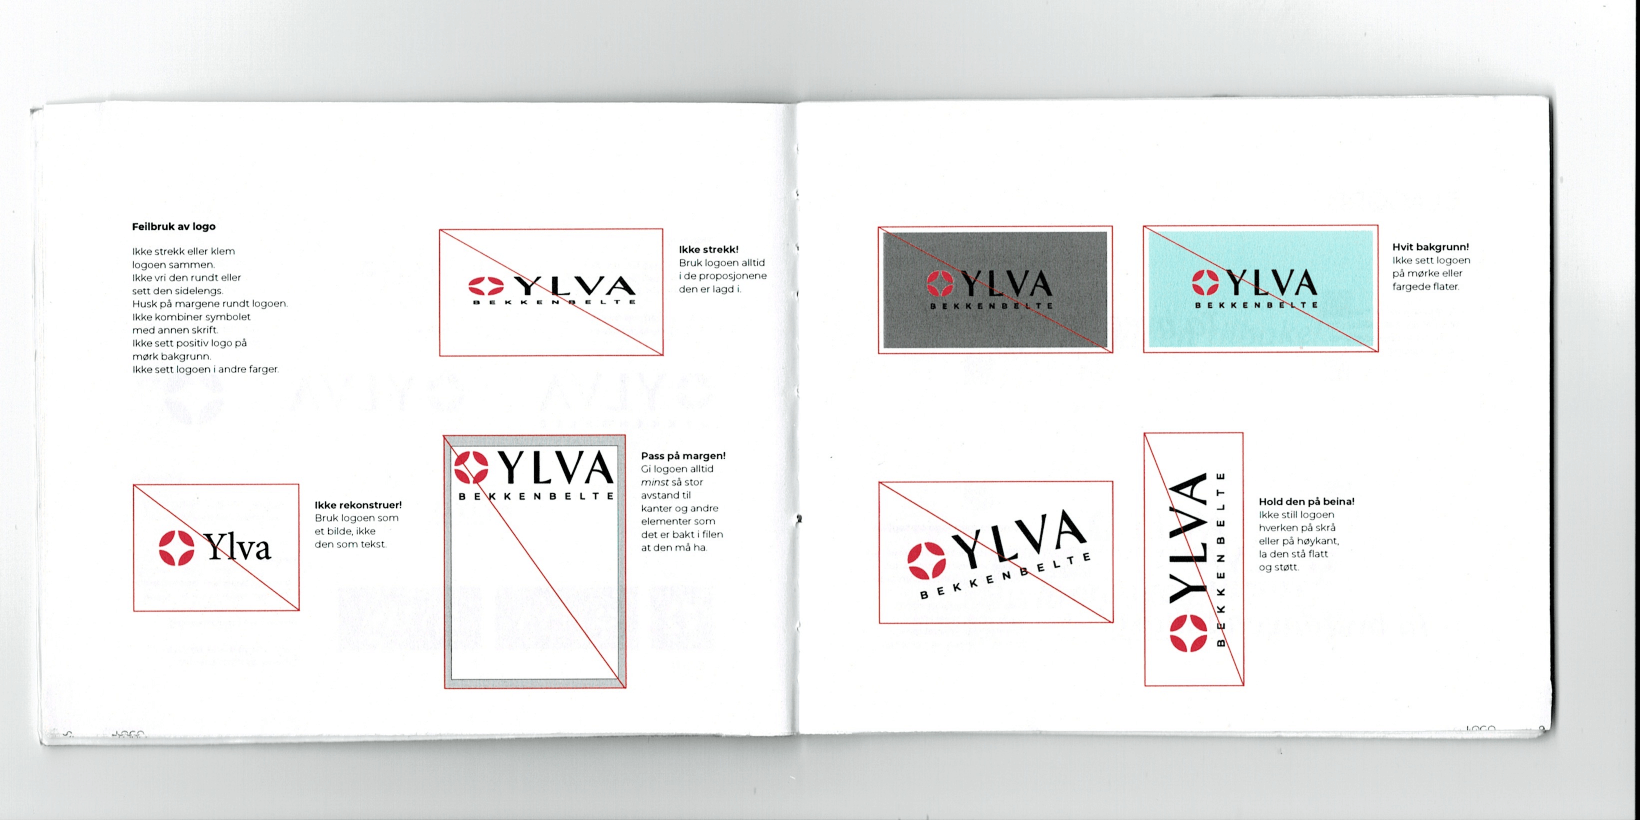 Feilbruk av logo
Ikke strekk eller klem
logoen sammen.
Ikke vri den rundt eller
sett den sidelengs.
Husk på margene rundt logoen.
Ikke kombiner symbolet
med annen skrift.
Ikke sett positiv logo på
mørk bakgrunn.
Ikke sett logoen i andre farger.
YLVA
BEKKENBELTE
Ikke strekk!
Bruk logoen alltid
i de proposjonene
den er lagd i.
Ylva
Ikke rekonstruer!
Bruk logoen som
et bilde, ikke
den som tekst.
YLVA
BEKKENBELTE
Pass på margen!
Gi logoen alltid
minst så stor
avstand til
kanter og andre
elementer som
det er bakt i filen
at den må ha.
YLVA
BEKKENBELTE
YLVA
BEKKENBELTE
Hvit bakgrunn!
Ikke sett logoen
på mørke eller
fargede flater.
YLVA
BEKKENBELTE
YLVA
BEKKENBELTE
Hold den på beina!
Ikke still logoen
hverken på skrå
eller på høykant,
la den stå flatt
og støtt.